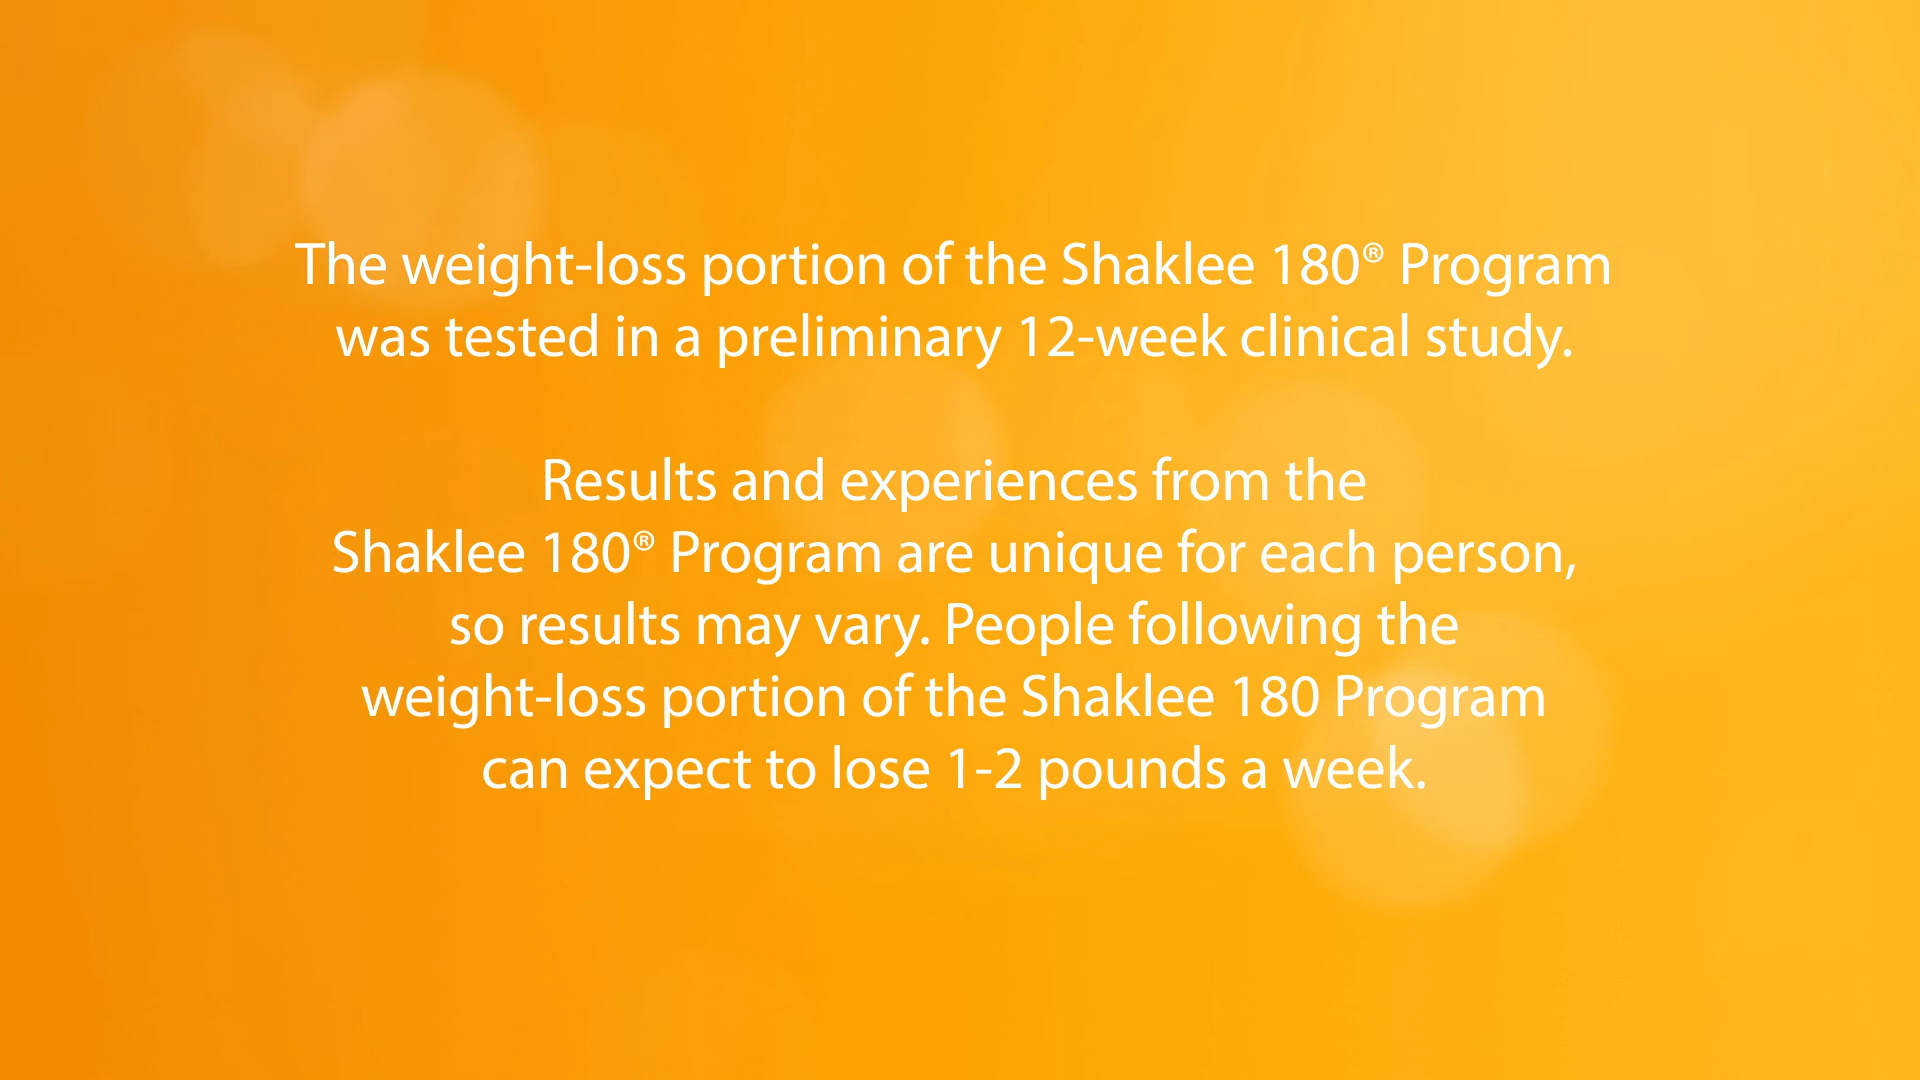 The weight-loss portion of the Shaklee 180® Program
was tested in a preliminary 12-week clinical study.
Results and experiences from the
Shaklee 180® Program are unique for each person,
so results may vary. People following the
weight-loss portion of the Shaklee 180 Program
can expect to lose 1-2 pounds a week.